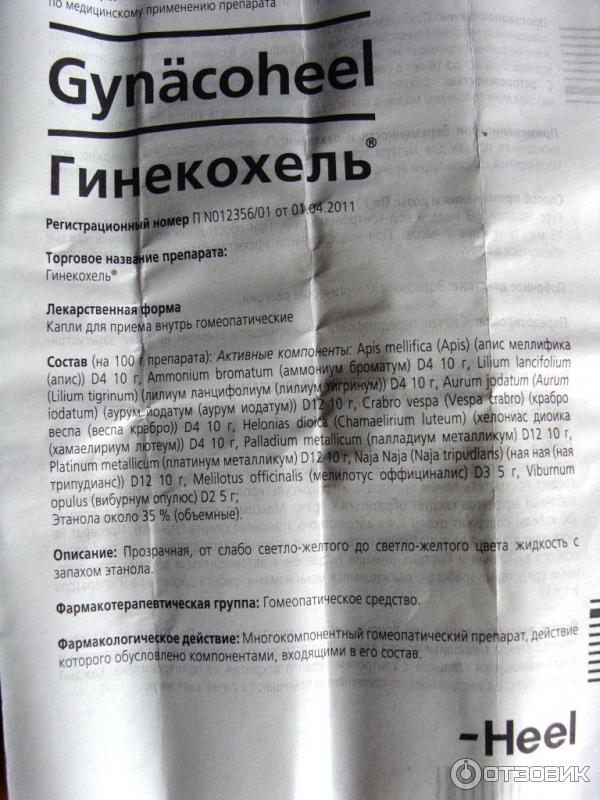 по медицинскому применению препарата
Gynäcoheel
Гинекохель®
Регистрационный номер П N012356/01 от 01.04.2011
Торговое название препарата:
Гинекохель®
Лекарственная форма
Капли для приема внутрь гомеопатические
Состав (на 100 г препарата): Активные компоненты: Apis mellifica (Apis) (апис меллифика
(апис)) D4 10 г, Ammonium bromatum (аммониум броматум) D4 10 г, Lilium lancifolium
(Lilium tigrinum) (лилиум ланцифолиум (лилиум тигринум)) D4 10 г, Aurum jodatum (Aurum
iodatum) (аурум йодатум (аурум иодатум)) D12 10 г, Crabro vespa (Vespa crabro) (крабро
веспа (веспа крабро)) D4 10 г, Helonias dioica (Chamaelirium luteum) (хелониас диоика
(хамаелириум лютеум)) D4 10 г, Palladium metallicum (палладиум металликум) D12 10 г,
Platinum metallicum (платинум металликум) D12 10 г, Naja Naja (Naja tripudians) (ная ная (ная
трипудианс)) D12 10 г, Melilotus officinalis (мелилотус оффициналис) D3 5 г, Viburnum
opulus (вибурнум опулюс) D2 5 г;
Этанола около 35 % (объемные).
Описание: Прозрачная, от слабо светло-желтого до светло-желтого цвета жидкость с
запахом этанола.
Фармакотерапевтическая группа: Гомеопатическое средство.
Фармакологическое действие: Многокомпонентный гомеопатический препарат, действие
которого обусловлено компонентами, входящими в его состав.
-Heel
ОТЗОВИК